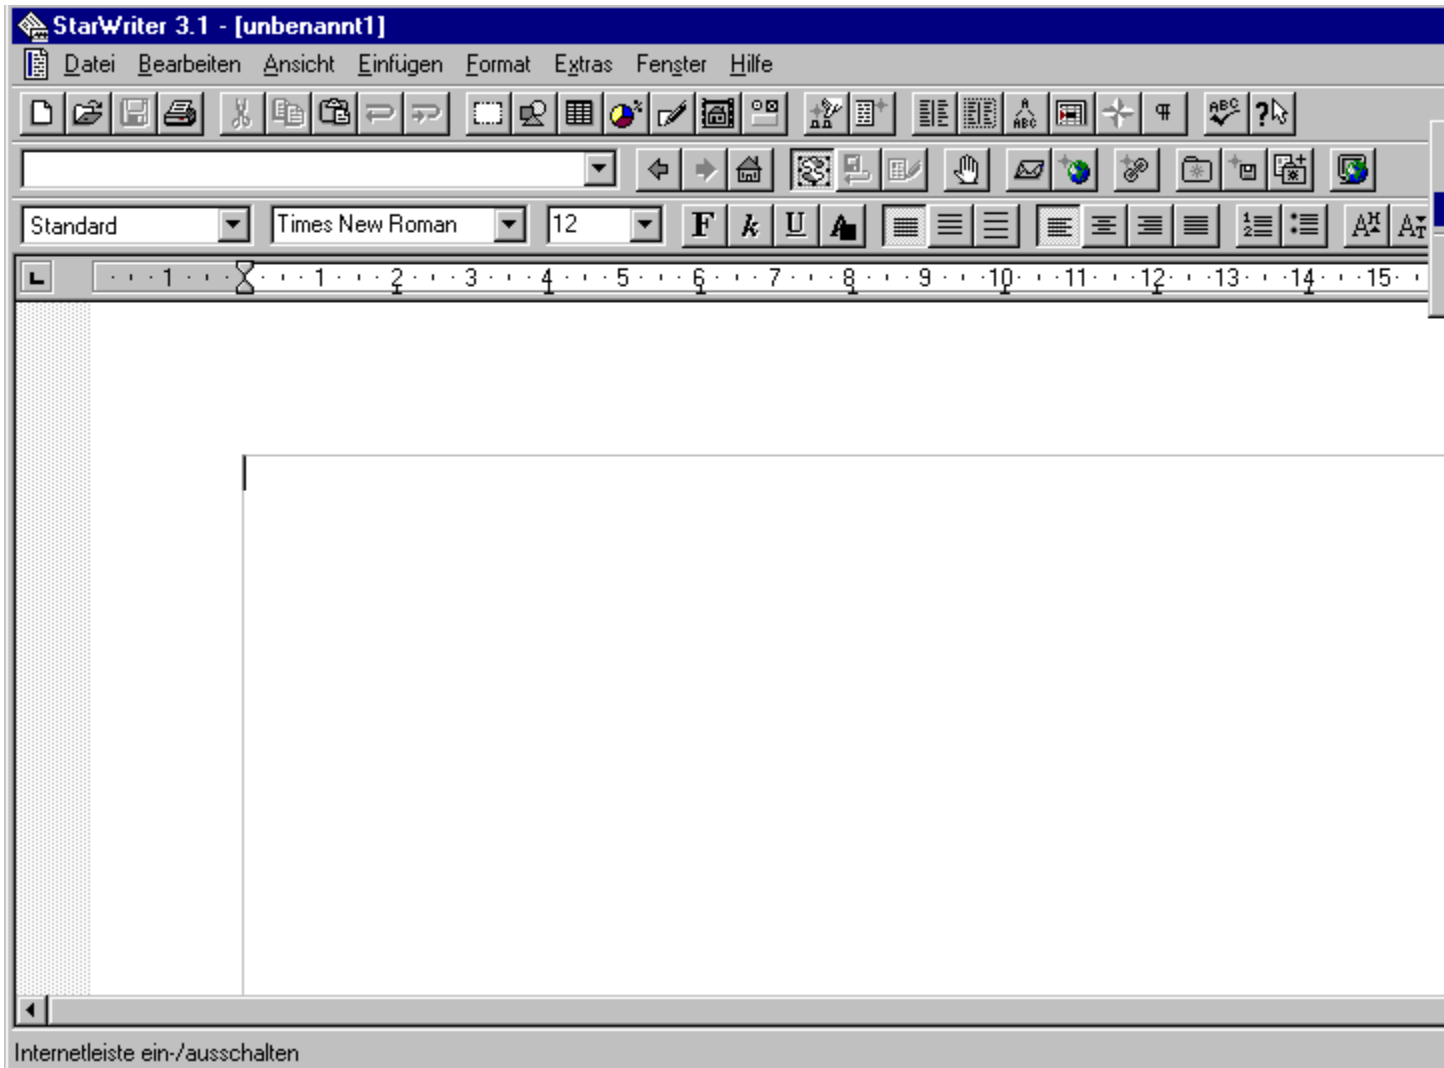 StarWriter 3.1 - [unbenannt1]
Datei Bearbeiten Ansicht Einfügen Format Extras Fenster Hilfe
Standard Times New Roman 12 F k U A
1 1 2 3 4 5 6 7 8 9 10 11 12 13 14 15
Internetleiste ein-/ausschalten